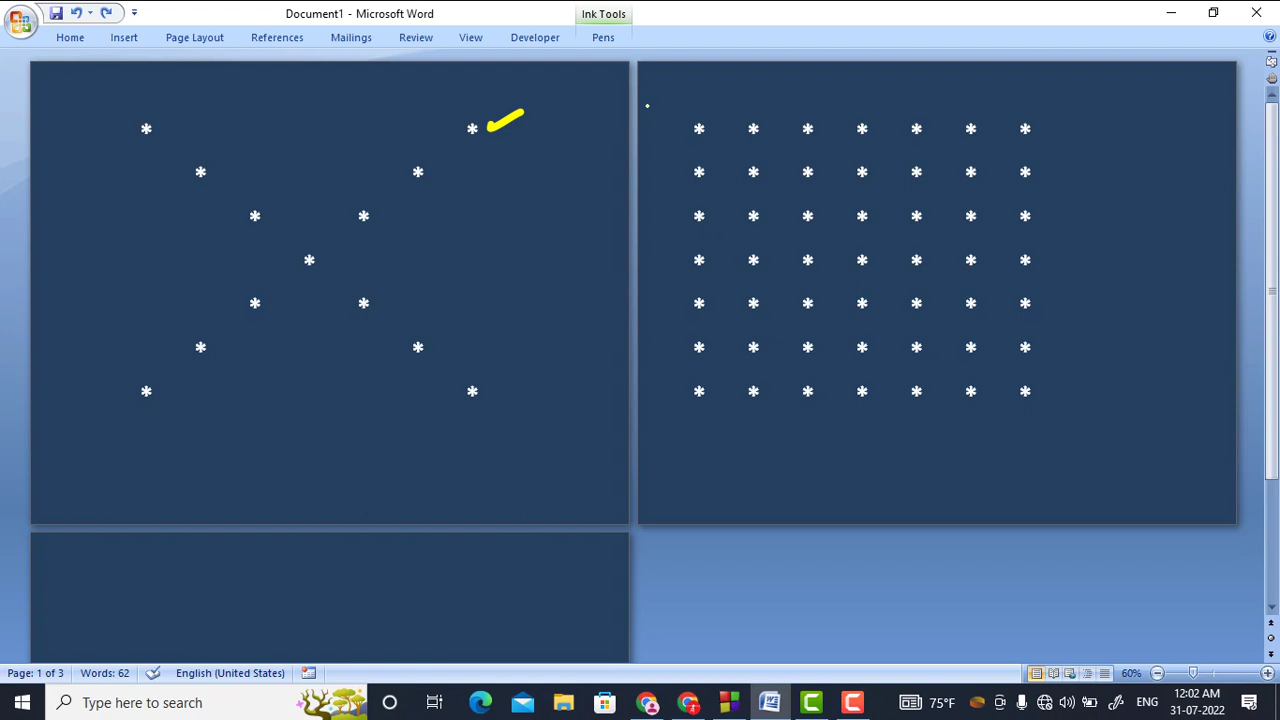 Document1 - Microsoft Word
Ink Tools
Home Insert Page Layout References Mailings Review View Developer Pens
* * * * * * * * *
* * * * * * * * *
* * * * * * * * *
* * * * * * * *
* * * * * * * * *
* * * * * * * * *
* * * * * * * * *
Page: 1 of 3 Words: 62 English (United States) 60%
Type here to search 75°F ENG
12:02 AM
31-07-2022